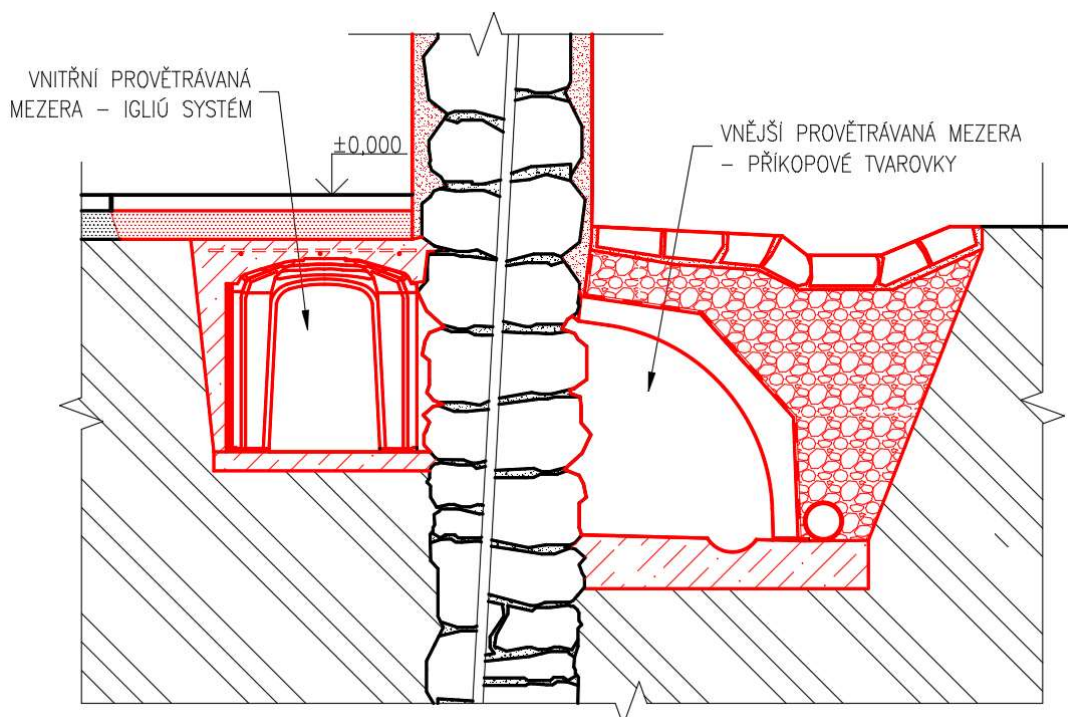 VNITŘNÍ PROVĚTRÁVANÁ
MEZERA – IGLIÚ SYSTÉM
±0,000
VNĚJŠÍ PROVĚTRÁVANÁ MEZERA
– PŘÍKOPOVÉ TVAROVKY